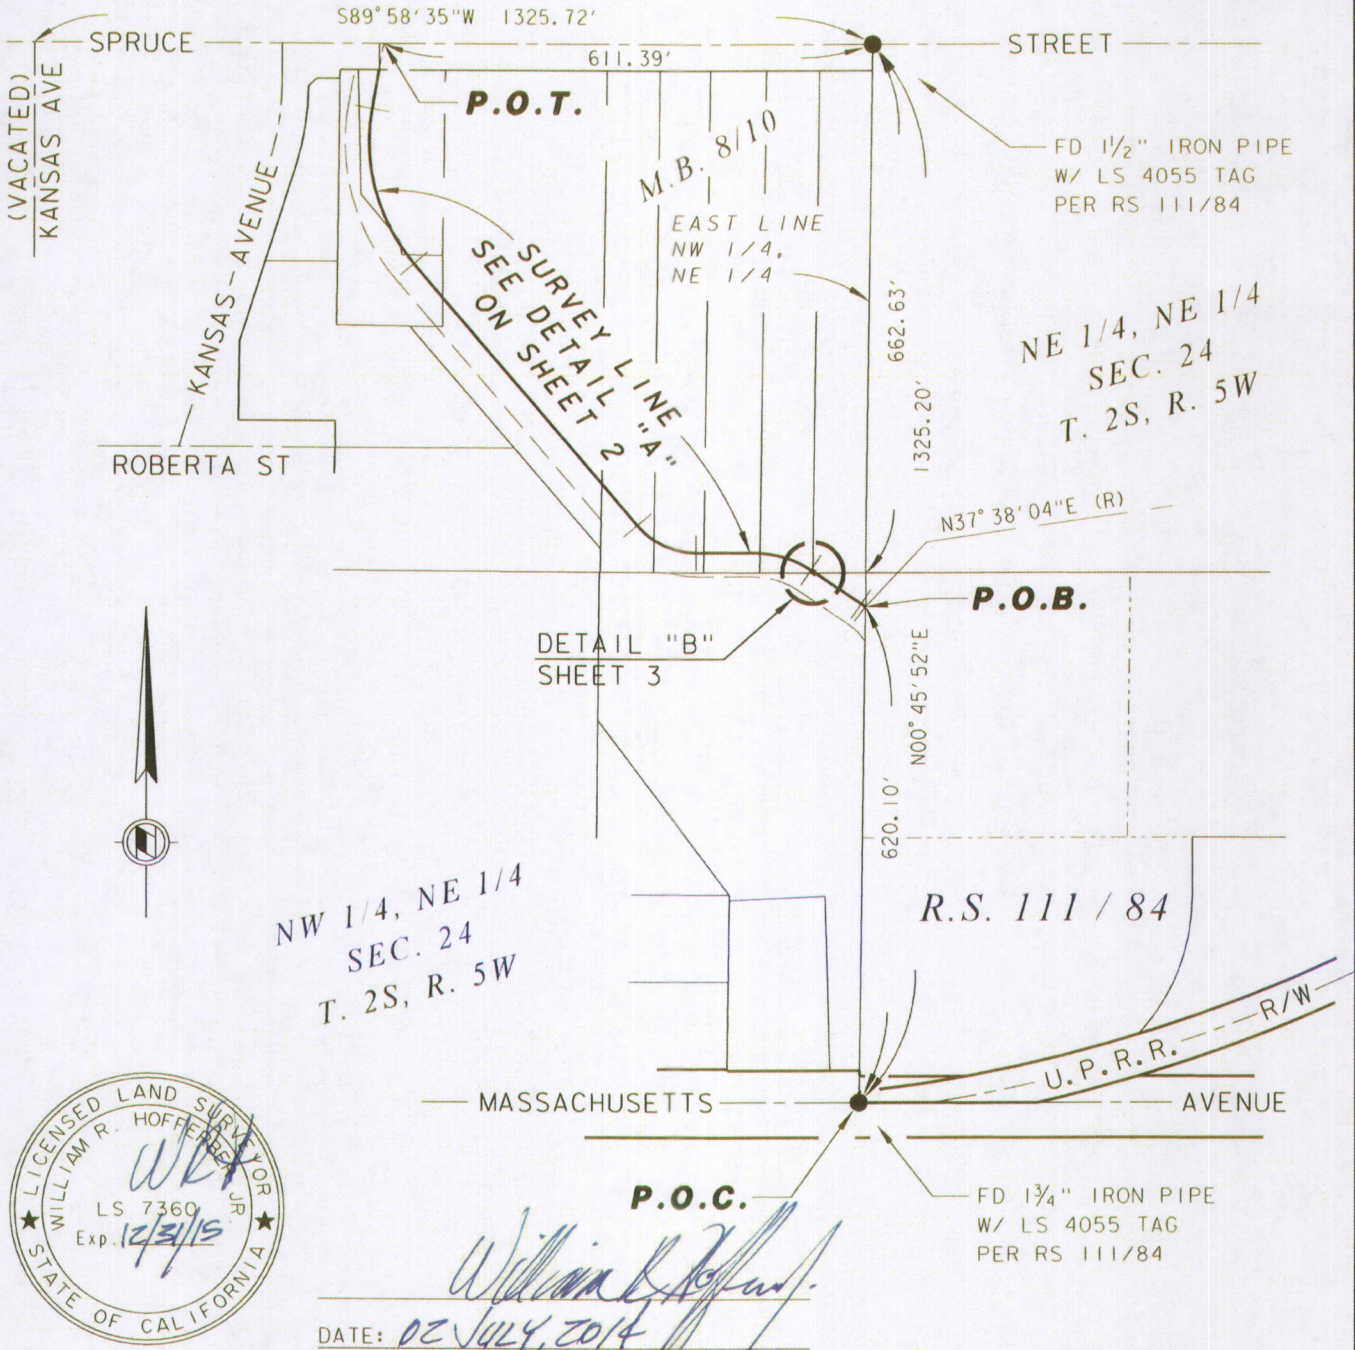 S89°58'35"W 1325.72'
SPRUCE
STREET
611.39'
(VACATED)
KANSAS AVE
P.O.T.
M.B. 8/10
FD 1½" IRON PIPE
W/ LS 4055 TAG
PER RS 111/84
KANSAS AVENUE
EAST LINE
NW 1/4,
NE 1/4
SURVEY LINE
SEE DETAIL "A"
ON SHEET 2
662.63'
1325.20'
NE 1/4, NE 1/4
SEC. 24
T. 2S, R. 5W
ROBERTA ST
N37°38'04"E (R)
P.O.B.
DETAIL "B"
SHEET 3
N00°45'52"E
620.10'
N
NW 1/4, NE 1/4
SEC. 24
T. 2S, R. 5W
R.S. 111 / 84
U.P.R.R. R/W
MASSACHUSETTS
AVENUE
P.O.C.
FD 1¾" IRON PIPE
W/ LS 4055 TAG
PER RS 111/84
LICENSED LAND SURVEYOR
WILLIAM R. HOFFERBER JR
LS 7360
Exp. 12/31/15
STATE OF CALIFORNIA
DATE: 02 JULY, 2014